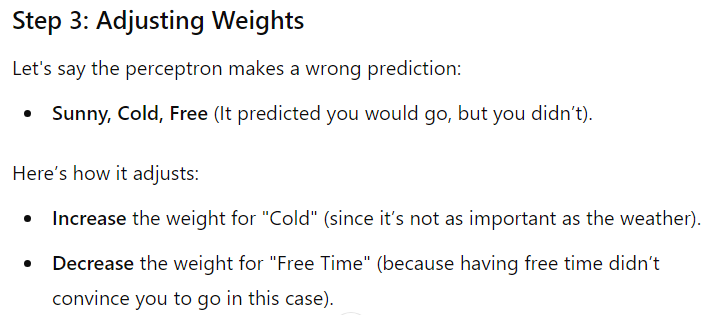 Step 3: Adjusting Weights
Let's say the perceptron makes a wrong prediction:
• Sunny, Cold, Free (It predicted you would go, but you didn’t).
Here’s how it adjusts:
• Increase the weight for "Cold" (since it’s not as important as the weather).
• Decrease the weight for "Free Time" (because having free time didn’t
convince you to go in this case).